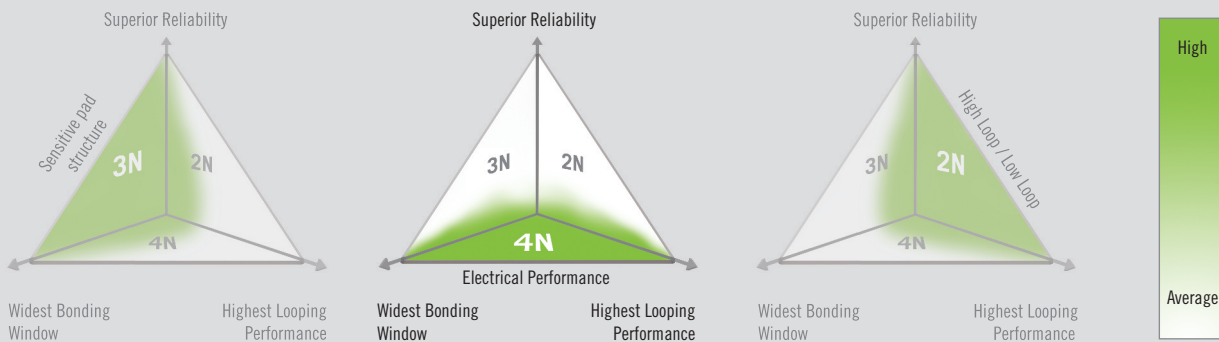 Superior Reliability
Sensitive pad
structure
3N
2N
4N
Widest Bonding
Window
Highest Looping
Performance
Superior Reliability
3N
2N
4N
Electrical Performance
Widest Bonding
Window
Highest Looping
Performance
Superior Reliability
High Loop / Low Loop
3N
2N
4N
Widest Bonding
Window
Highest Looping
Performance
High
Average